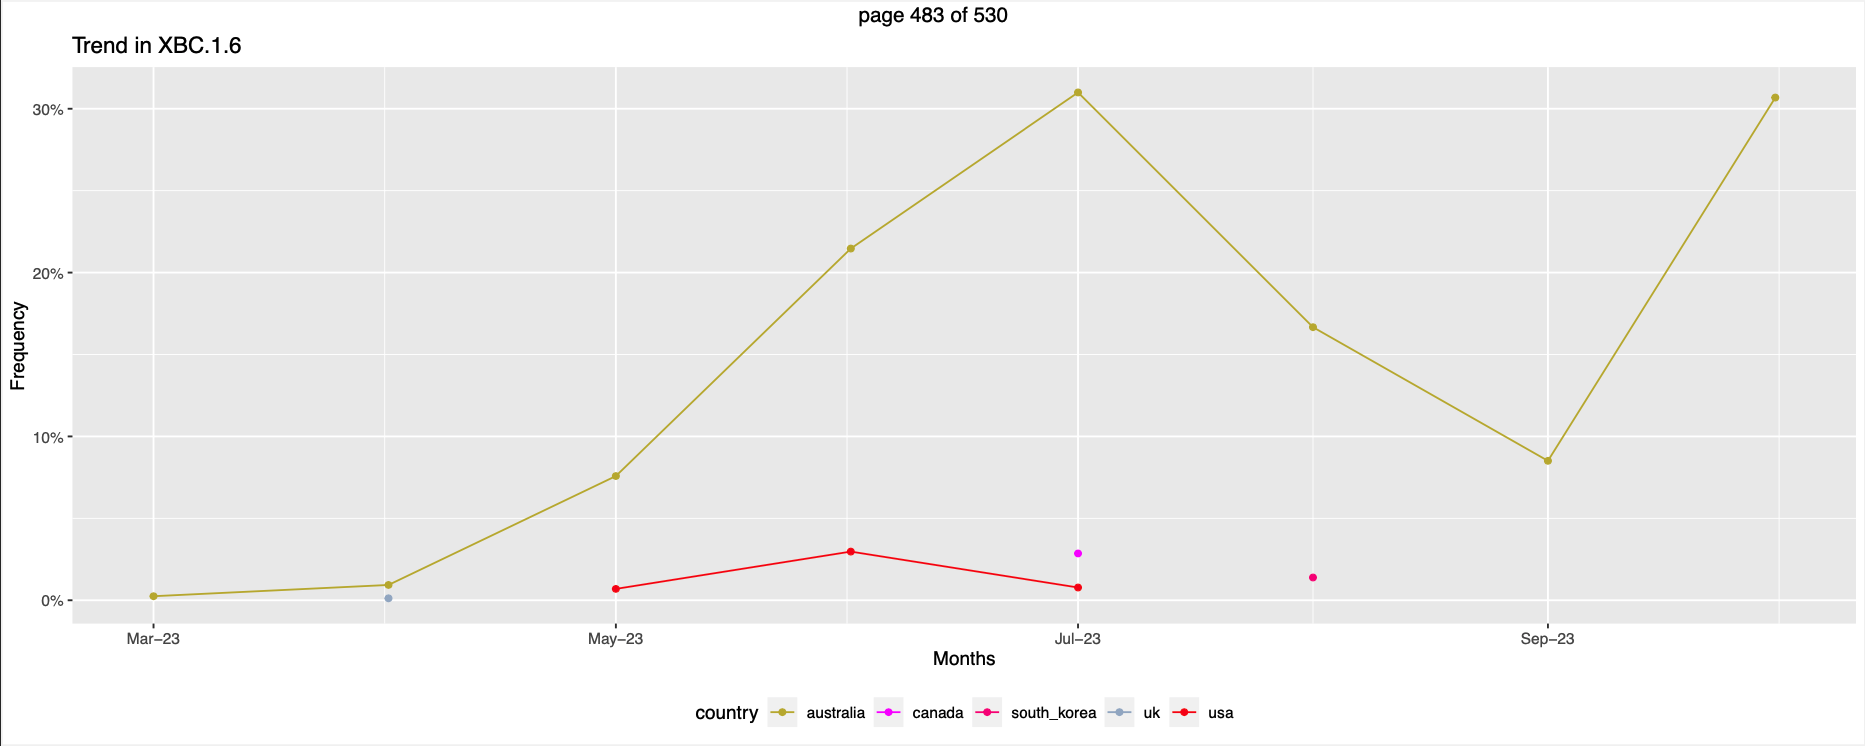 page 483 of 530
Trend in XBC.1.6
30%
20%
10%
0%
Frequency
Mar–23 May–23 Jul–23 Sep–23
Months
country australia canada south_korea uk usa